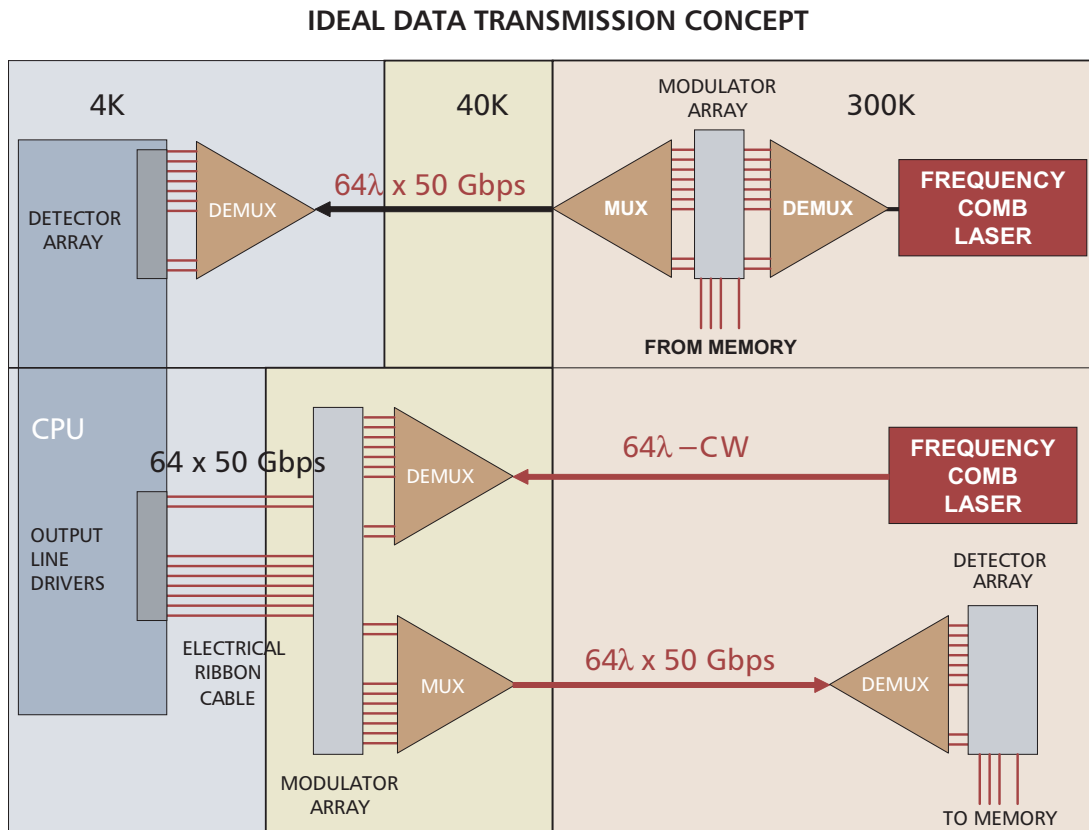 IDEAL DATA TRANSMISSION CONCEPT
4K
40K
300K
MODULATOR
ARRAY
DETECTOR
ARRAY
DEMUX
64λ x 50 Gbps
MUX
DEMUX
FREQUENCY
COMB
LASER
FROM MEMORY
CPU
64 x 50 Gbps
DEMUX
64λ –CW
FREQUENCY
COMB
LASER
OUTPUT
LINE
DRIVERS
ELECTRICAL
RIBBON
CABLE
MUX
64λ x 50 Gbps
DEMUX
DETECTOR
ARRAY
MODULATOR
ARRAY
TO MEMORY